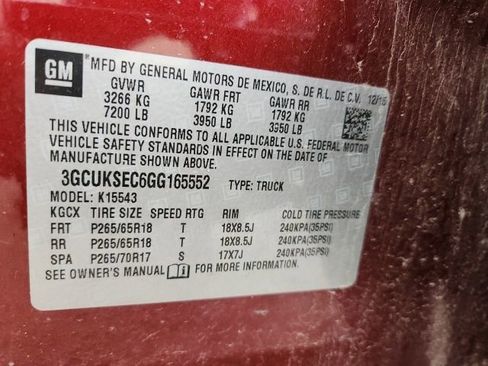 GM
MFD BY GENERAL MOTORS DE MEXICO, S. DE R.L. DE C.V. 12/15
GVWR GAWR FRT GAWR RR
3266 KG 1792 KG 1792 KG
7200 LB 3950 LB 3950 LB
THIS VEHICLE CONFORMS TO ALL APPLICABLE U.S. FEDERAL MOTOR
VEHICLE SAFETY STANDARDS IN EFFECT ON THE DATE OF
MANUFACTURE SHOWN ABOVE.
3GCUKSEC6GG165552 TYPE: TRUCK
MODEL: K15543
KGCX TIRE SIZE SPEED RTG RIM COLD TIRE PRESSURE
FRT P265/65R18 T 18X8.5J 240KPA(35PSI)
RR P265/65R18 T 18X8.5J 240KPA(35PSI)
SPA P265/70R17 S 17X7J 240KPA(35PSI)
SEE OWNER'S MANUAL FOR MORE INFORMATION.